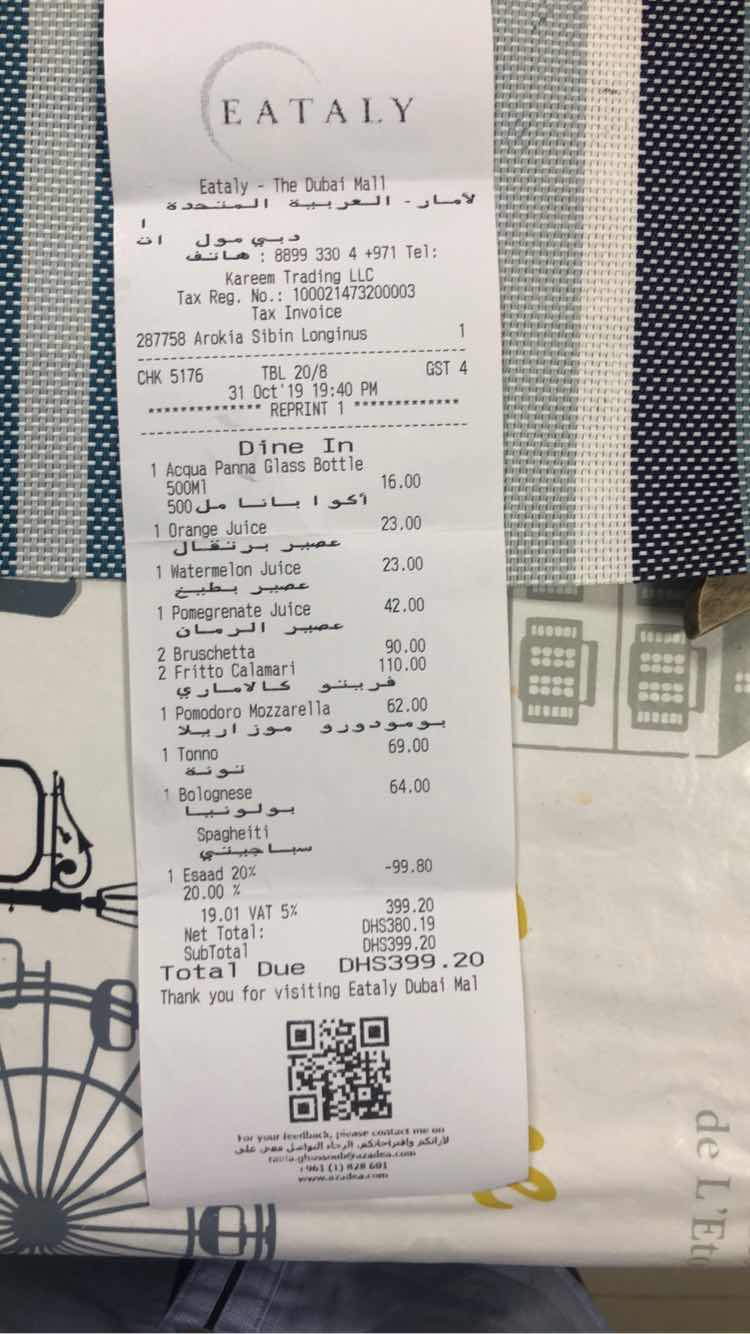 EATALY
Eataly - The Dubai Mall
لأمار - العربية المتحدة
ا
دبي مول ات
هاتف : 8899 330 4 +971 Tel:
Kareem Trading LLC
Tax Reg. No.: 100021473200003
Tax Invoice
287758 Arokia Sibin Longinus 1
CHK 5176 TBL 20/8 GST 4
31 Oct'19 19:40 PM
************** REPRINT 1 *************
Dine In
1 Acqua Panna Glass Bottle
500Ml 16.00
أكوا بانا مل 500
1 Orange Juice 23.00
عصير برتقال
1 Watermelon Juice 23.00
عصير بطيخ
1 Pomegrenate Juice 42.00
عصير الرمان
2 Bruschetta 90.00
2 Fritto Calamari 110.00
فريتو كالاماري
1 Pomodoro Mozzarella 62.00
بومودورو موزاريلا
1 Tonno 69.00
تونة
1 Bolognese 64.00
بولونيا
Spagheiti
سباجيتي
1 Esaad 20% -99.80
20.00 %
19.01 VAT 5% 399.20
Net Total: DHS380.19
SubTotal DHS399.20
Total Due DHS399.20
Thank you for visiting Eataly Dubai Mal
For your feedback, please contact me on
لآرائكم واقتراحاتكم، الرجاء التواصل معي على
rania.ghassoub@azadea.com
+961 (1) 828 601
www.azadea.com
de L'Eto